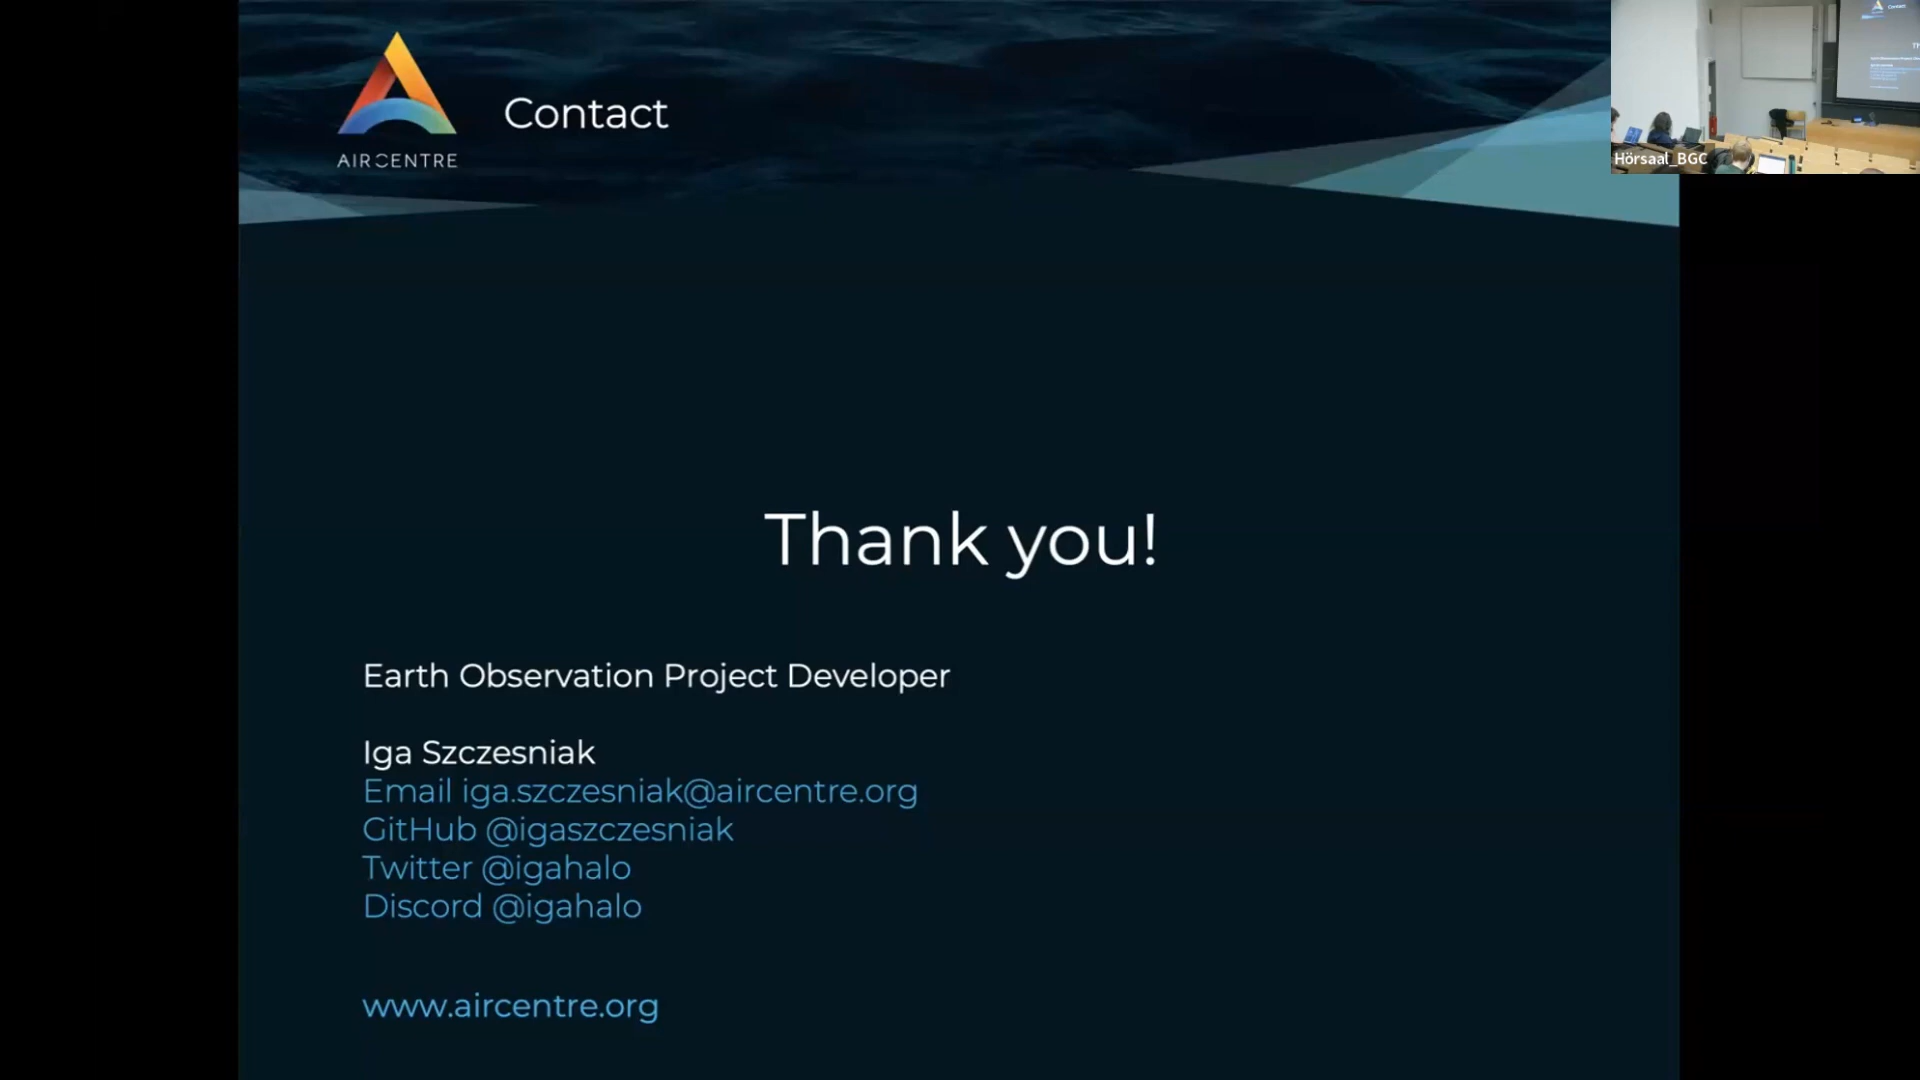 AIRCENTRE
Contact
Hörsaal_BGC
Thank you!
Earth Observation Project Developer
Iga Szczesniak
Email iga.szczesniak@aircentre.org
GitHub @igaszczesniak
Twitter @igahalo
Discord @igahalo
www.aircentre.org